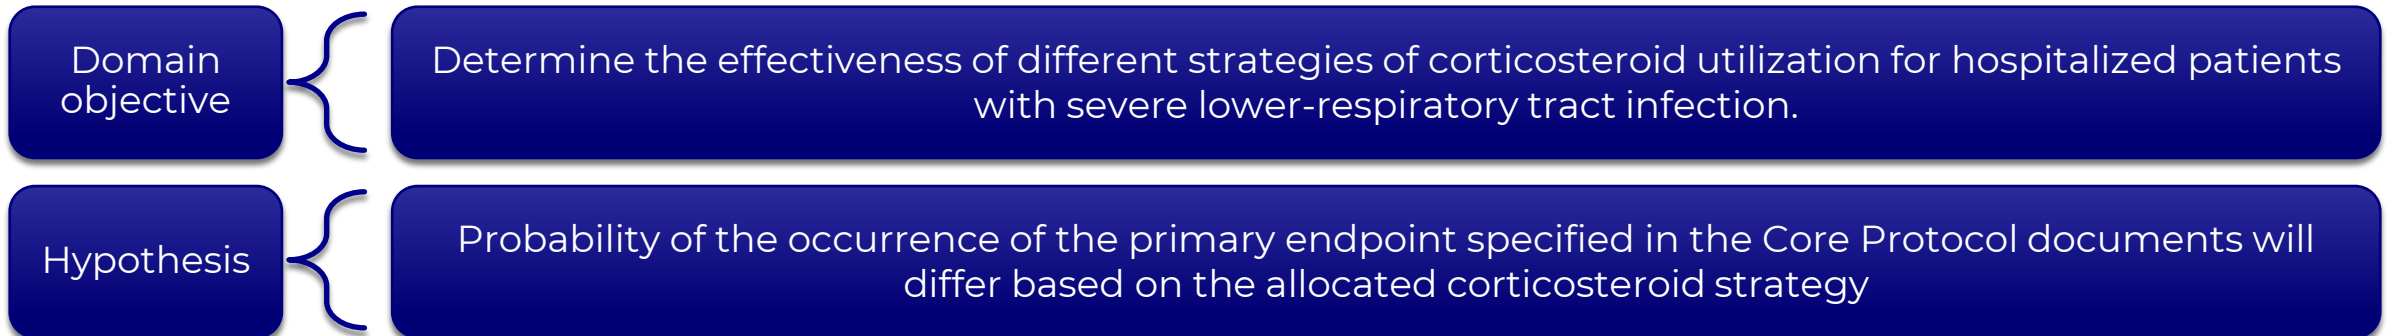 Domain
objective
Determine the effectiveness of different strategies of corticosteroid utilization for hospitalized patients
with severe lower-respiratory tract infection.
Hypothesis
Probability of the occurrence of the primary endpoint specified in the Core Protocol documents will
differ based on the allocated corticosteroid strategy